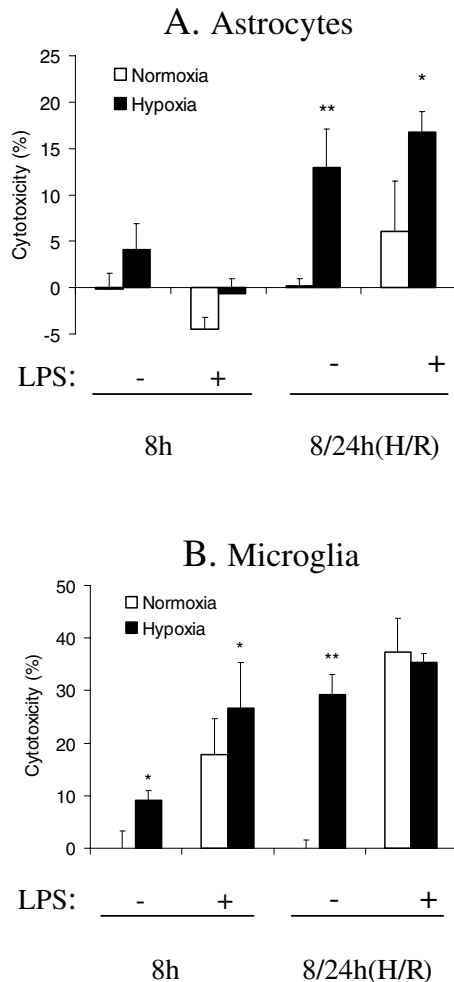 A. Astrocytes
Normoxia
Hypoxia
Cytotoxicity (%)
25
20
15
10
5
0
-5
** *
LPS: - + - +
8h 8/24h(H/R)
B. Microglia
Normoxia
Hypoxia
Cytotoxicity (%)
50
40
30
20
10
0
* * **
LPS: - + - +
8h 8/24h(H/R)